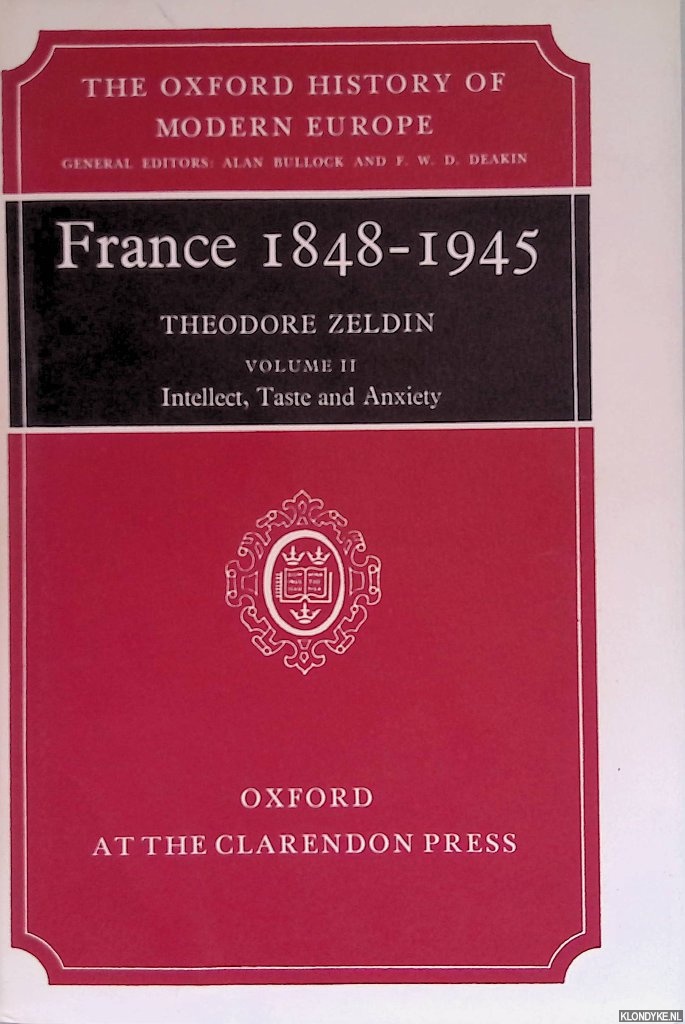 THE OXFORD HISTORY OF
MODERN EUROPE
GENERAL EDITORS: ALAN BULLOCK AND F. W. D. DEAKIN
France 1848-1945
THEODORE ZELDIN
VOLUME II
Intellect, Taste and Anxiety
OXFORD
AT THE CLARENDON PRESS
KLONDYKE.NL